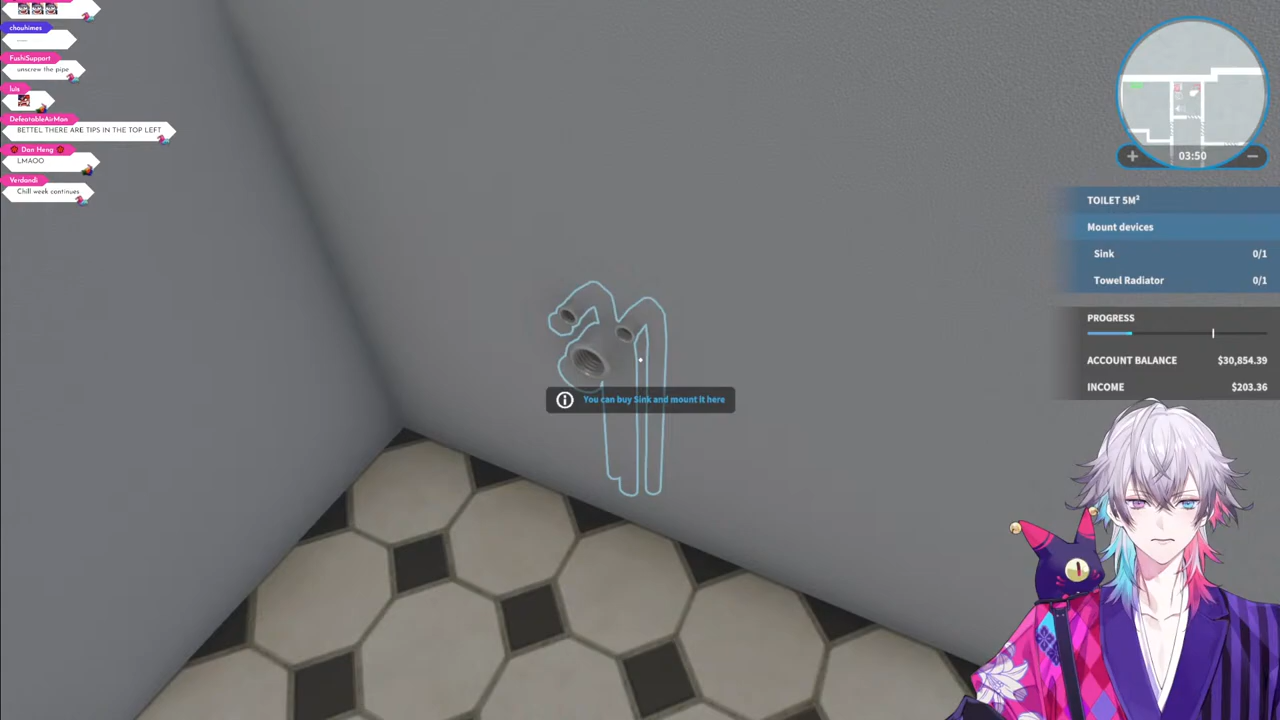 chouhimes
FushiSupport
unscrew the pipe
luis
DefeatableAirMan
BETTEL THERE ARE TIPS IN THE TOP LEFT
Dan Heng
LMAOO
Verdandi
Chill week continues
03:50
TOILET 5M²
Mount devices
Sink 0/1
Towel Radiator 0/1
PROGRESS
ACCOUNT BALANCE $30,854.39
INCOME $203.36
You can buy Sink and mount it here